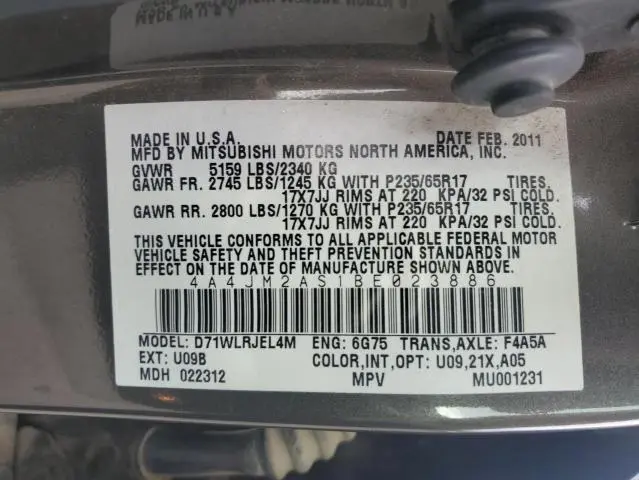 MADE IN U.S.A. DATE FEB. 2011
MFD BY MITSUBISHI MOTORS NORTH AMERICA, INC.
GVWR 5159 LBS/2340 KG
GAWR FR. 2745 LBS/1245 KG WITH P235/65R17 TIRES.
17X7JJ RIMS AT 220 KPA/32 PSI COLD.
GAWR RR. 2800 LBS/1270 KG WITH P235/65R17 TIRES.
17X7JJ RIMS AT 220 KPA/32 PSI COLD.
THIS VEHICLE CONFORMS TO ALL APPLICABLE FEDERAL MOTOR
VEHICLE SAFETY AND THEFT PREVENTION STANDARDS IN
EFFECT ON THE DATE OF MANUFACTURE SHOWN ABOVE.
4A4JM2AS1BE023886
MODEL: D71WLRJEL4M ENG: 6G75 TRANS,AXLE: F4A5A
EXT: U09B COLOR,INT,OPT: U09,21X,A05
MDH 022312 MPV MU001231